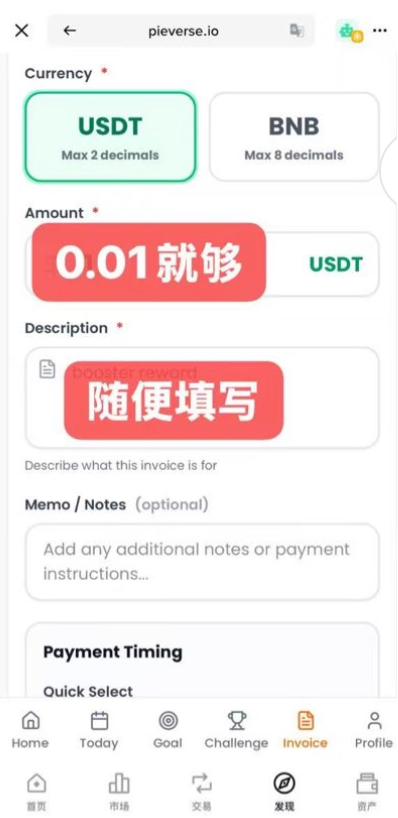 pieverse.io
Currency *
USDT
Max 2 decimals
BNB
Max 8 decimals
Amount *
0.01就够
USDT
Description *
booster reward
随便填写
Describe what this invoice is for
Memo / Notes (optional)
Add any additional notes or payment
instructions...
Payment Timing
Quick Select
Home
Today
Goal
Challenge
Invoice
Profile
首页
市场
交易
发现
资产